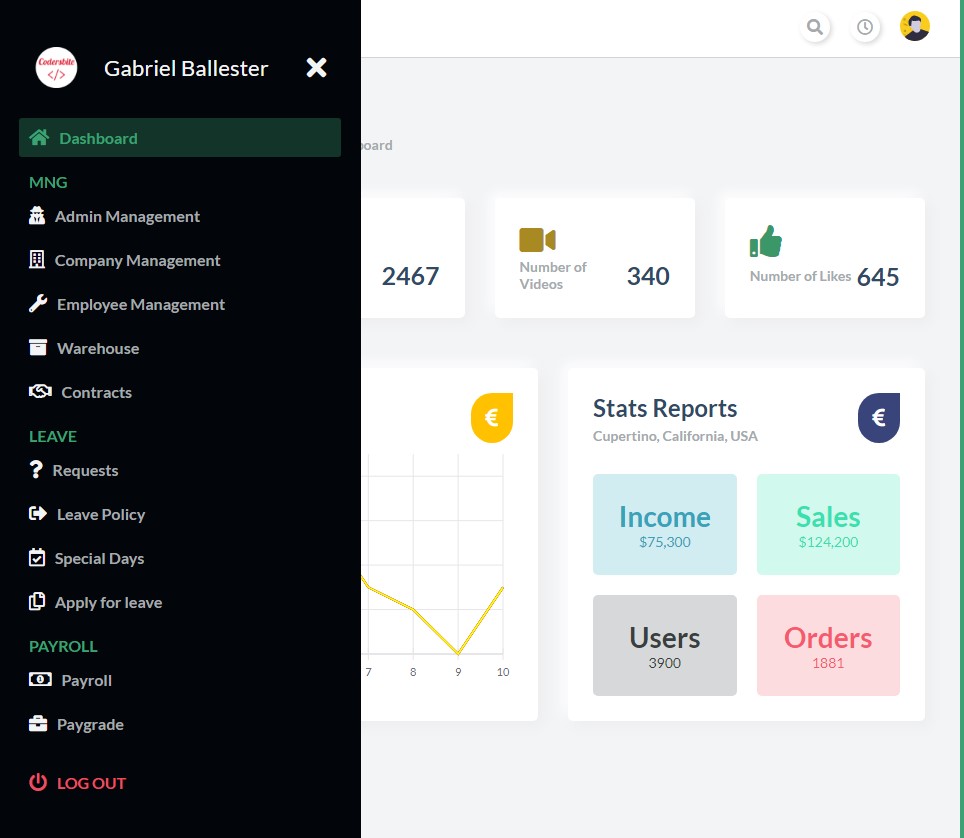 Codersbite
</>
Gabriel Ballester
Dashboard
MNG
Admin Management
Company Management
Employee Management
Warehouse
Contracts
LEAVE
Requests
Leave Policy
Special Days
Apply for leave
PAYROLL
Payroll
Paygrade
LOG OUT
board
2467
Number of
Videos
340
Number of Likes
645
€
7
8
9
10
Stats Reports
Cupertino, California, USA
€
Income
$75,300
Sales
$124,200
Users
3900
Orders
1881